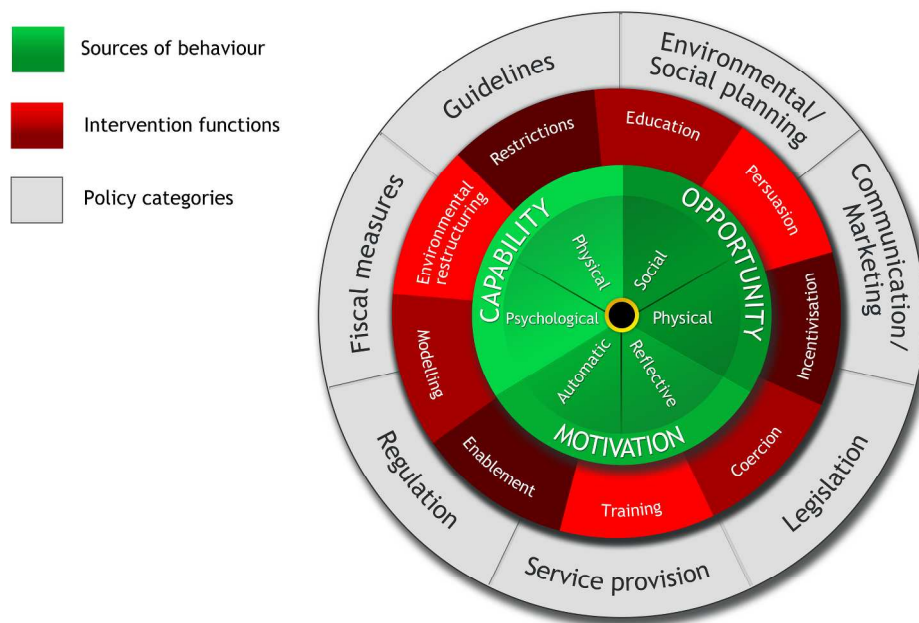 Sources of behaviour
Intervention functions
Policy categories
Guidelines
Environmental/
Social planning
Communication/
Marketing
Legislation
Service provision
Regulation
Fiscal measures
Restrictions
Education
Persuasion
Incentivisation
Coercion
Training
Enablement
Modelling
Environmental
restructuring
CAPABILITY
OPPORTUNITY
MOTIVATION
Physical
Social
Physical
Reflective
Automatic
Psychological